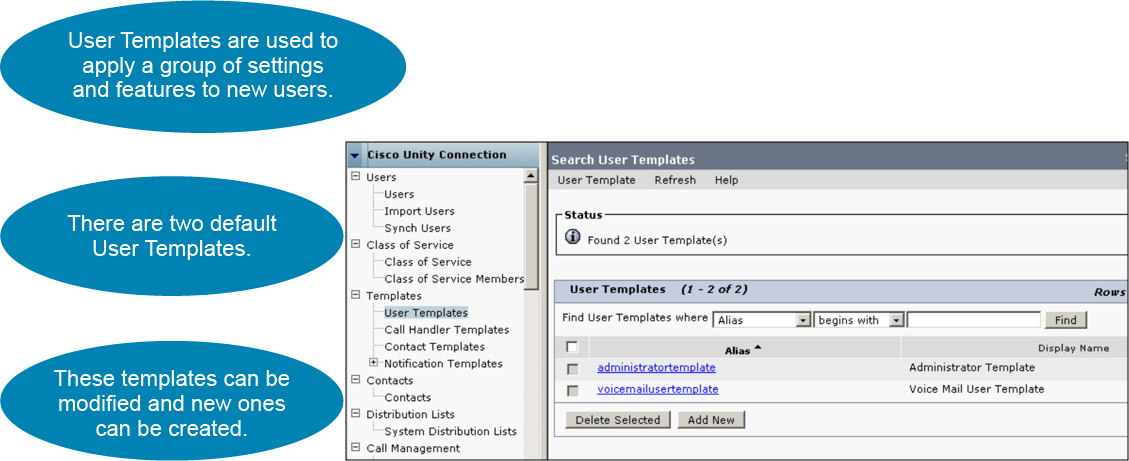 User Templates are used to
apply a group of settings
and features to new users.
There are two default
User Templates.
These templates can be
modified and new ones
can be created.
Cisco Unity Connection
Users
Users
Import Users
Synch Users
Class of Service
Class of Service
Class of Service Members
Templates
User Templates
Call Handler Templates
Contact Templates
Notification Templates
Contacts
Contacts
Distribution Lists
System Distribution Lists
Call Management
Search User Templates
User Template Refresh Help
Status
Found 2 User Template(s)
User Templates (1 - 2 of 2) Rows
Find User Templates where Alias begins with Find
Alias Display Name
administratortemplate Administrator Template
voicemailusertemplate Voice Mail User Template
Delete Selected Add New